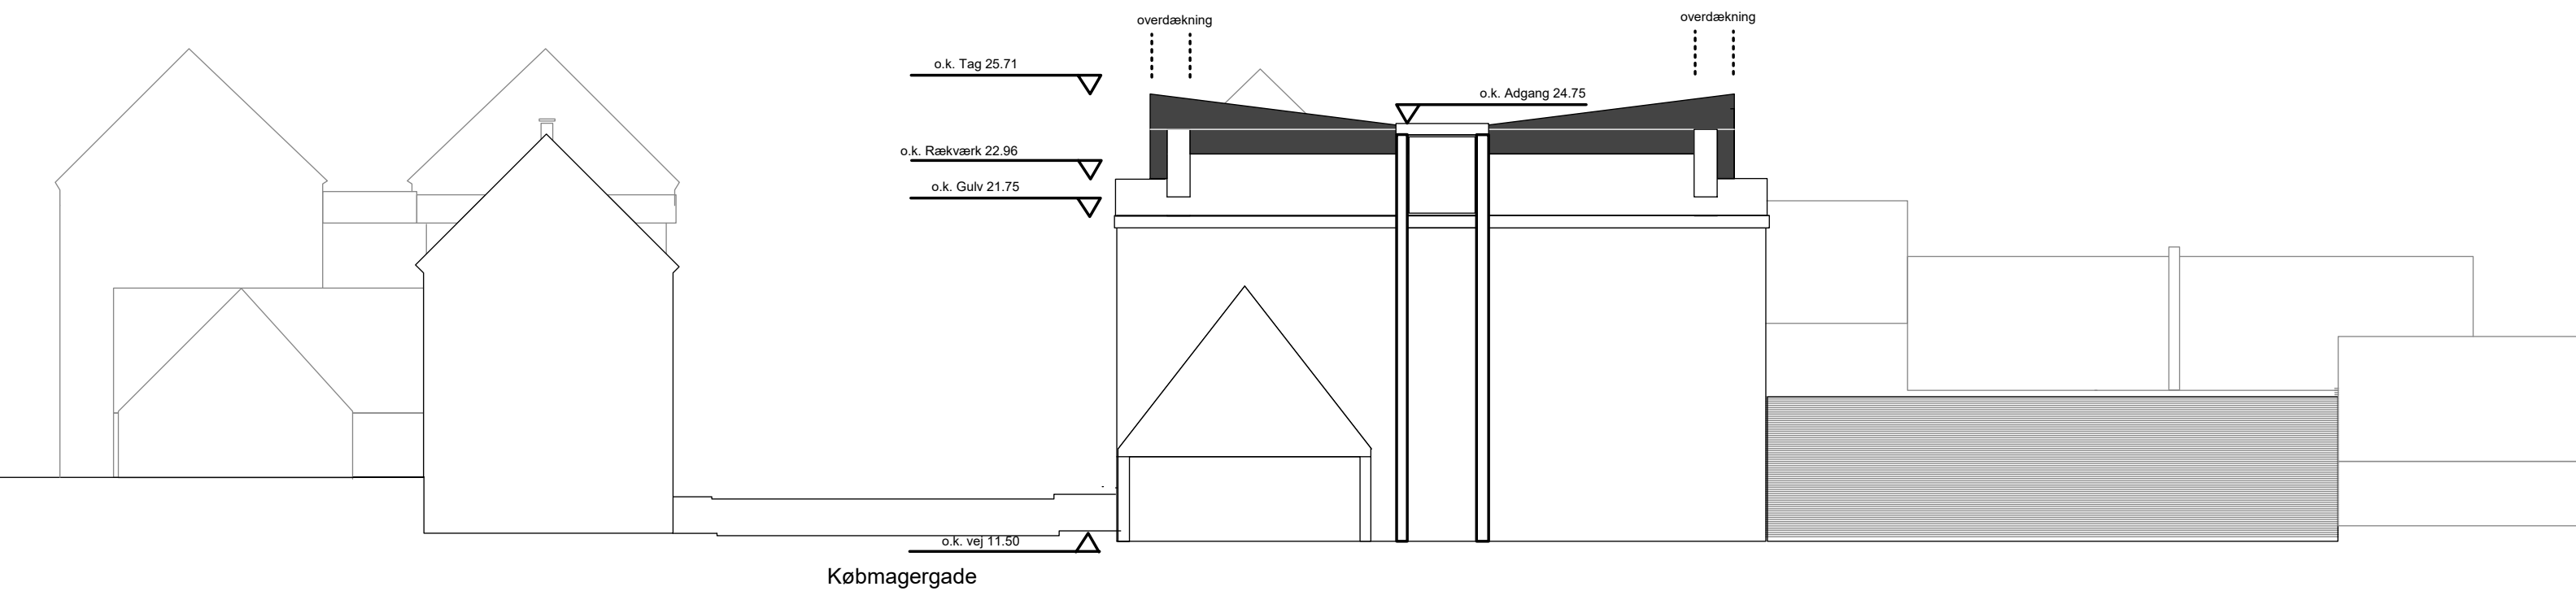 overdækning
overdækning
o.k. Tag 25.71
o.k. Adgang 24.75
o.k. Rækværk 22.96
o.k. Gulv 21.75
o.k. vej 11.50
Købmagergade